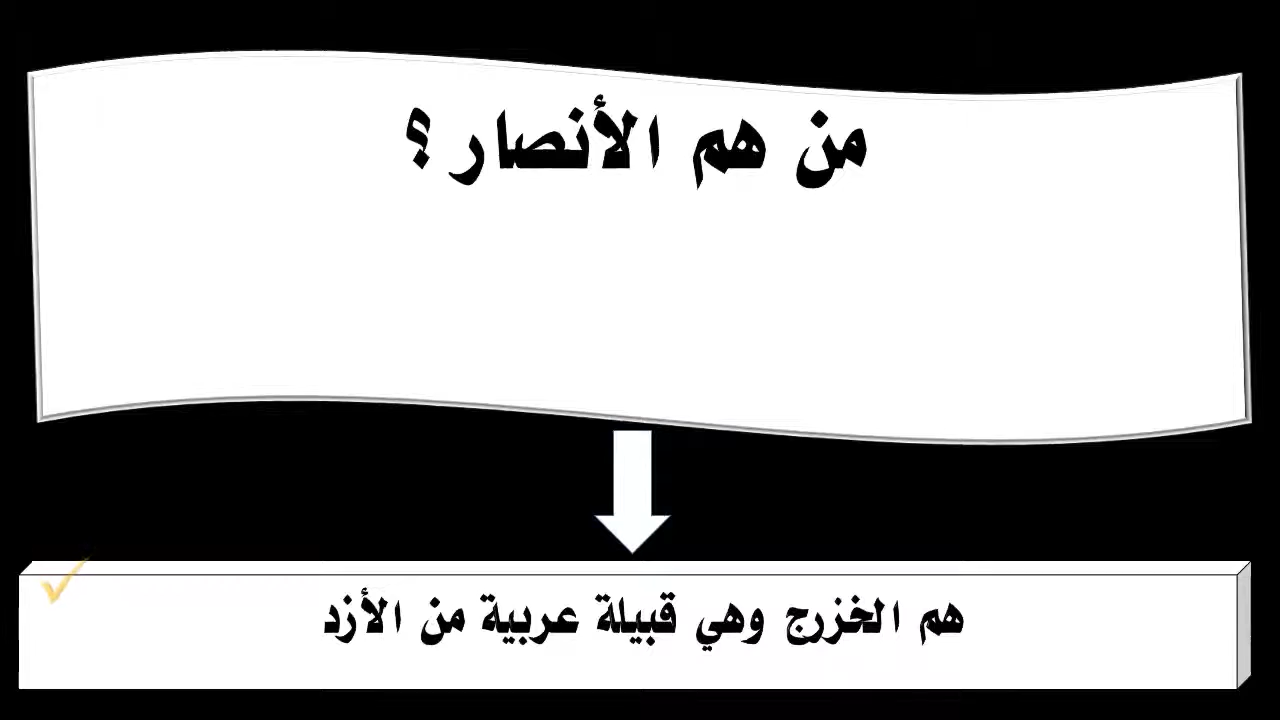 من هم الأنصار؟
هم الخزرج وهي قبيلة عربية من الأزد